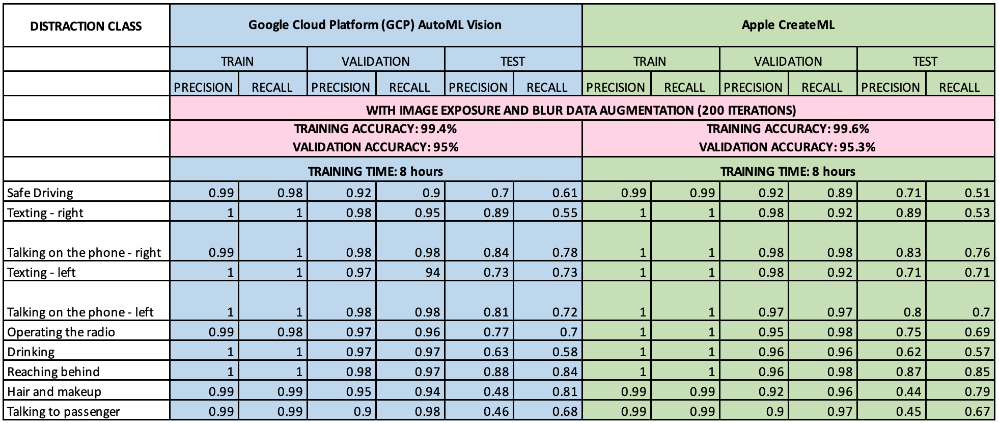 DISTRACTION CLASS Google Cloud Platform (GCP) AutoML Vision Apple CreateML
TRAIN VALIDATION TEST TRAIN VALIDATION TEST
PRECISION RECALL PRECISION RECALL PRECISION RECALL PRECISION RECALL PRECISION RECALL PRECISION RECALL
WITH IMAGE EXPOSURE AND BLUR DATA AUGMENTATION (200 ITERATIONS)
TRAINING ACCURACY: 99.4% TRAINING ACCURACY: 99.6%
VALIDATION ACCURACY: 95% VALIDATION ACCURACY: 95.3%
TRAINING TIME: 8 hours TRAINING TIME: 8 hours
Safe Driving 0.99 0.98 0.92 0.9 0.7 0.61 0.99 0.99 0.92 0.89 0.71 0.51
Texting - right 1 1 0.98 0.95 0.89 0.55 1 1 0.98 0.92 0.89 0.53
Talking on the phone - right 0.99 1 0.98 0.98 0.84 0.78 1 1 0.98 0.98 0.83 0.76
Texting - left 1 1 0.97 94 0.73 0.73 1 1 0.98 0.92 0.71 0.71
Talking on the phone - left 1 1 0.98 0.98 0.81 0.72 1 1 0.97 0.97 0.8 0.7
Operating the radio 0.99 0.98 0.97 0.96 0.77 0.7 1 1 0.95 0.98 0.75 0.69
Drinking 1 1 0.97 0.97 0.63 0.58 1 1 0.96 0.96 0.62 0.57
Reaching behind 1 1 0.98 0.97 0.88 0.84 1 1 0.96 0.98 0.87 0.85
Hair and makeup 0.99 0.99 0.95 0.94 0.48 0.81 0.99 0.99 0.92 0.96 0.44 0.79
Talking to passenger 0.99 0.99 0.9 0.98 0.46 0.68 0.99 0.99 0.9 0.97 0.45 0.67